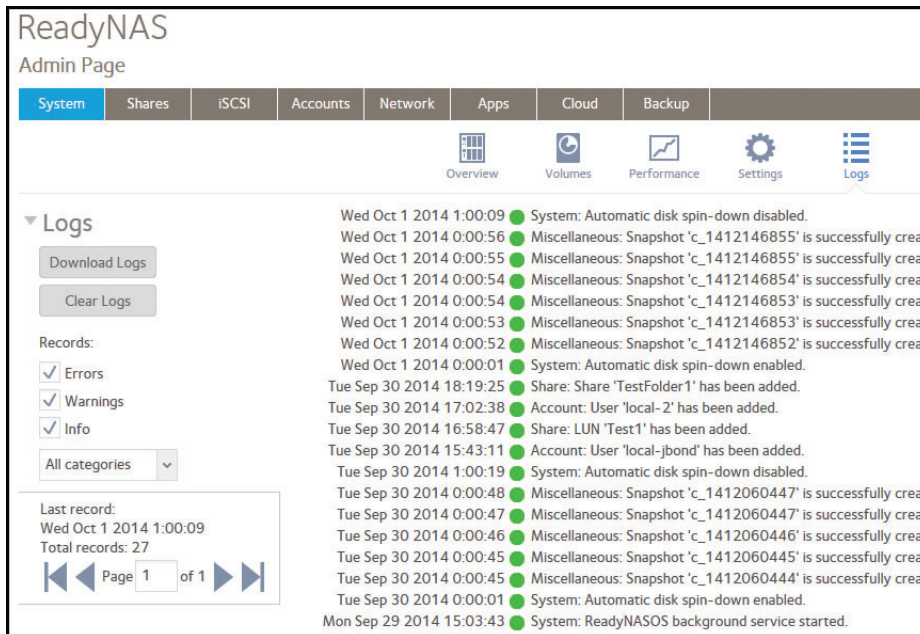 ReadyNAS
Admin Page
System Shares iSCSI Accounts Network Apps Cloud Backup
Overview Volumes Performance Settings Logs
Logs
Download Logs
Clear Logs
Records:
Errors
Warnings
Info
All categories
Last record:
Wed Oct 1 2014 1:00:09
Total records: 27
Page 1 of 1
Wed Oct 1 2014 1:00:09 System: Automatic disk spin-down disabled.
Wed Oct 1 2014 0:00:56 Miscellaneous: Snapshot 'c_1412146855' is successfully crea
Wed Oct 1 2014 0:00:55 Miscellaneous: Snapshot 'c_1412146855' is successfully crea
Wed Oct 1 2014 0:00:54 Miscellaneous: Snapshot 'c_1412146854' is successfully crea
Wed Oct 1 2014 0:00:54 Miscellaneous: Snapshot 'c_1412146853' is successfully crea
Wed Oct 1 2014 0:00:53 Miscellaneous: Snapshot 'c_1412146853' is successfully crea
Wed Oct 1 2014 0:00:52 Miscellaneous: Snapshot 'c_1412146852' is successfully crea
Wed Oct 1 2014 0:00:01 System: Automatic disk spin-down enabled.
Tue Sep 30 2014 18:19:25 Share: Share 'TestFolder1' has been added.
Tue Sep 30 2014 17:02:38 Account: User 'local-2' has been added.
Tue Sep 30 2014 16:58:47 Share: LUN 'Test1' has been added.
Tue Sep 30 2014 15:43:11 Account: User 'local-jbond' has been added.
Tue Sep 30 2014 1:00:19 System: Automatic disk spin-down disabled.
Tue Sep 30 2014 0:00:48 Miscellaneous: Snapshot 'c_1412060447' is successfully crea
Tue Sep 30 2014 0:00:47 Miscellaneous: Snapshot 'c_1412060447' is successfully crea
Tue Sep 30 2014 0:00:46 Miscellaneous: Snapshot 'c_1412060446' is successfully crea
Tue Sep 30 2014 0:00:45 Miscellaneous: Snapshot 'c_1412060445' is successfully crea
Tue Sep 30 2014 0:00:45 Miscellaneous: Snapshot 'c_1412060444' is successfully crea
Tue Sep 30 2014 0:00:01 System: Automatic disk spin-down enabled.
Mon Sep 29 2014 15:03:43 System: ReadyNASOS background service started.